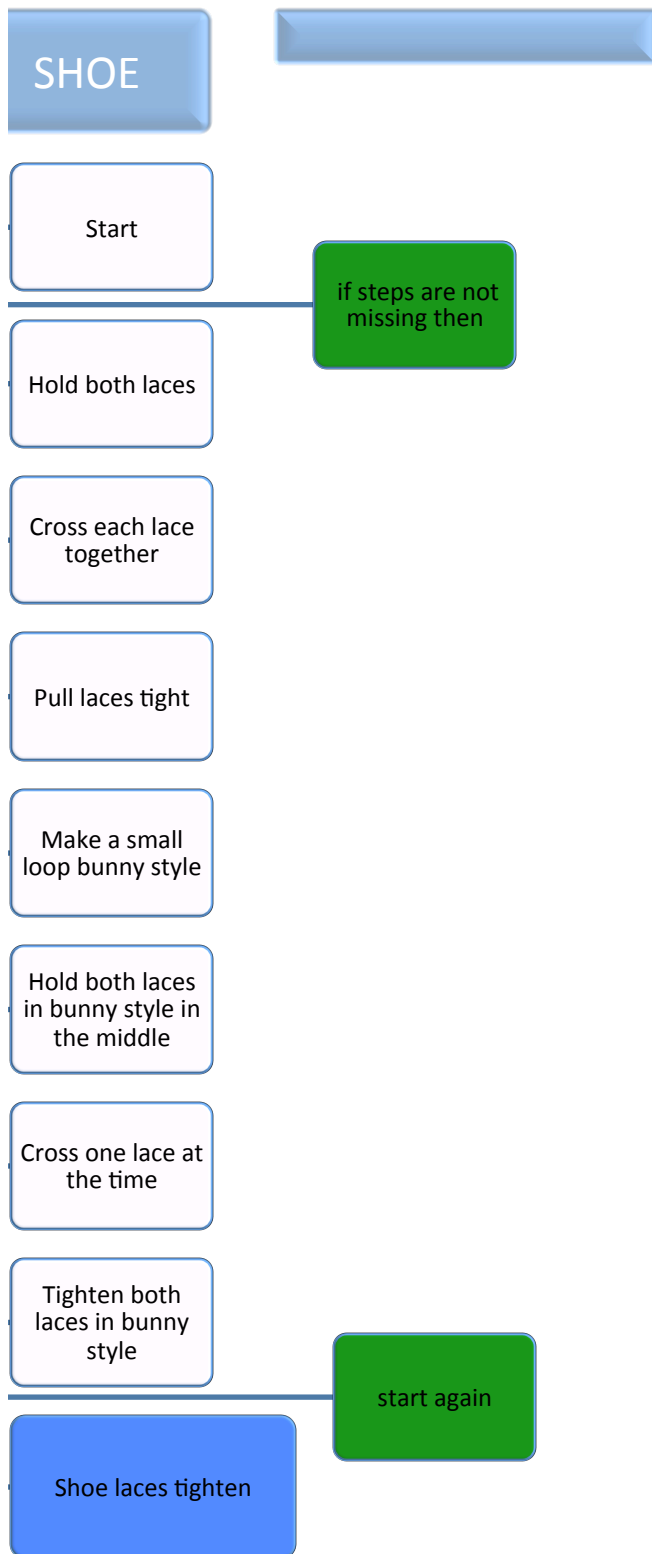 SHOE
Start
if steps are not
missing then
Hold both laces
Cross each lace
together
Pull laces tight
Make a small
loop bunny style
Hold both laces
in bunny style in
the middle
Cross one lace at
the time
Tighten both
laces in bunny
style
start again
Shoe laces tighten